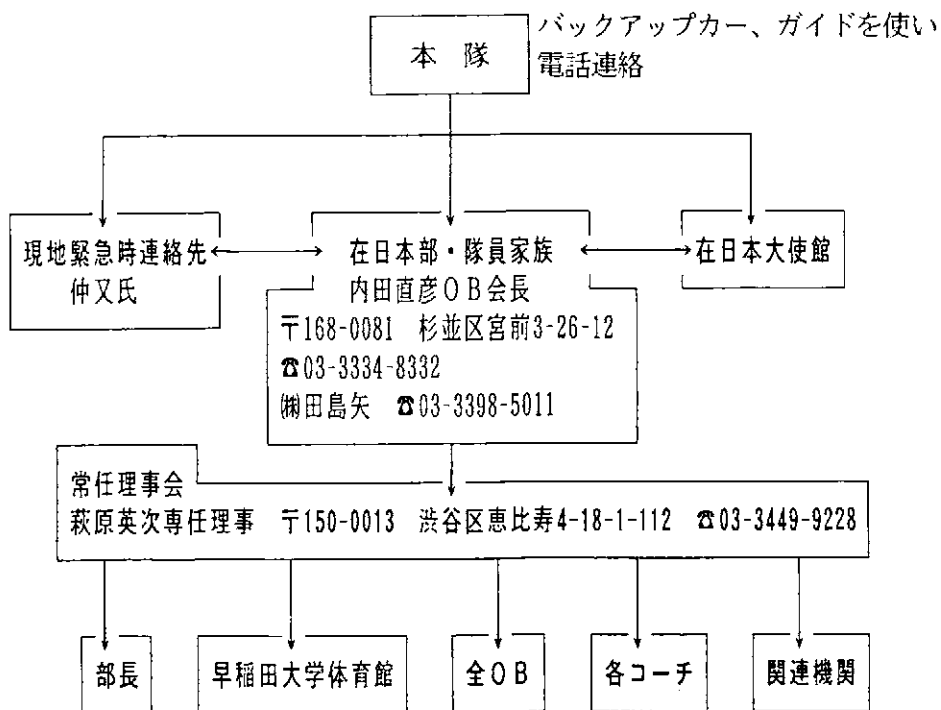 本 隊
バックアップカー、ガイドを使い
電話連絡
現地緊急時連絡先
仲又氏
在日本部・隊員家族
内田直彦OB会長
〒168-0081 杉並区宮前3-26-12
☎03-3334-8332
㈱田島矢 ☎03-3398-5011
在日本大使館
常任理事会
萩原英次専任理事 〒150-0013 渋谷区恵比寿4-18-1-112 ☎03-3449-9228
部長
早稲田大学体育館
全OB
各コーチ
関連機関